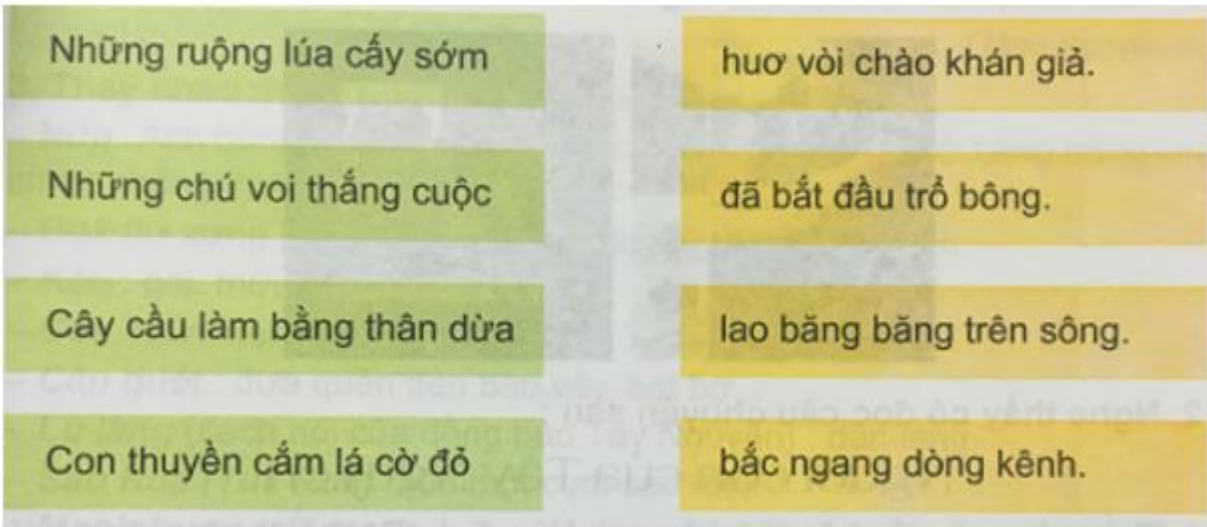 Những ruộng lúa cấy sớm
huơ vòi chào khán giả.
Những chú voi thắng cuộc
đã bắt đầu trổ bông.
Cây cầu làm bằng thân dừa
lao băng băng trên sông.
Con thuyền cắm lá cờ đỏ
bắc ngang dòng kênh.